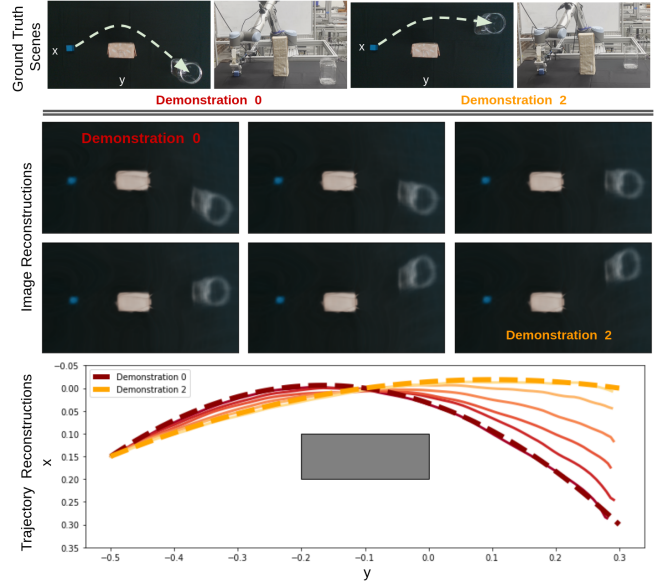 Ground Truth
Scenes
x
y
x
y
Demonstration 0
Demonstration 2
Image Reconstructions
Demonstration 0
Demonstration 2
Trajectory Reconstructions
x
−0.05
0.00
0.05
0.10
0.15
0.20
0.25
0.30
0.35
Demonstration 0
Demonstration 2
−0.5
−0.4
−0.3
−0.2
−0.1
0.0
0.1
0.2
0.3
y